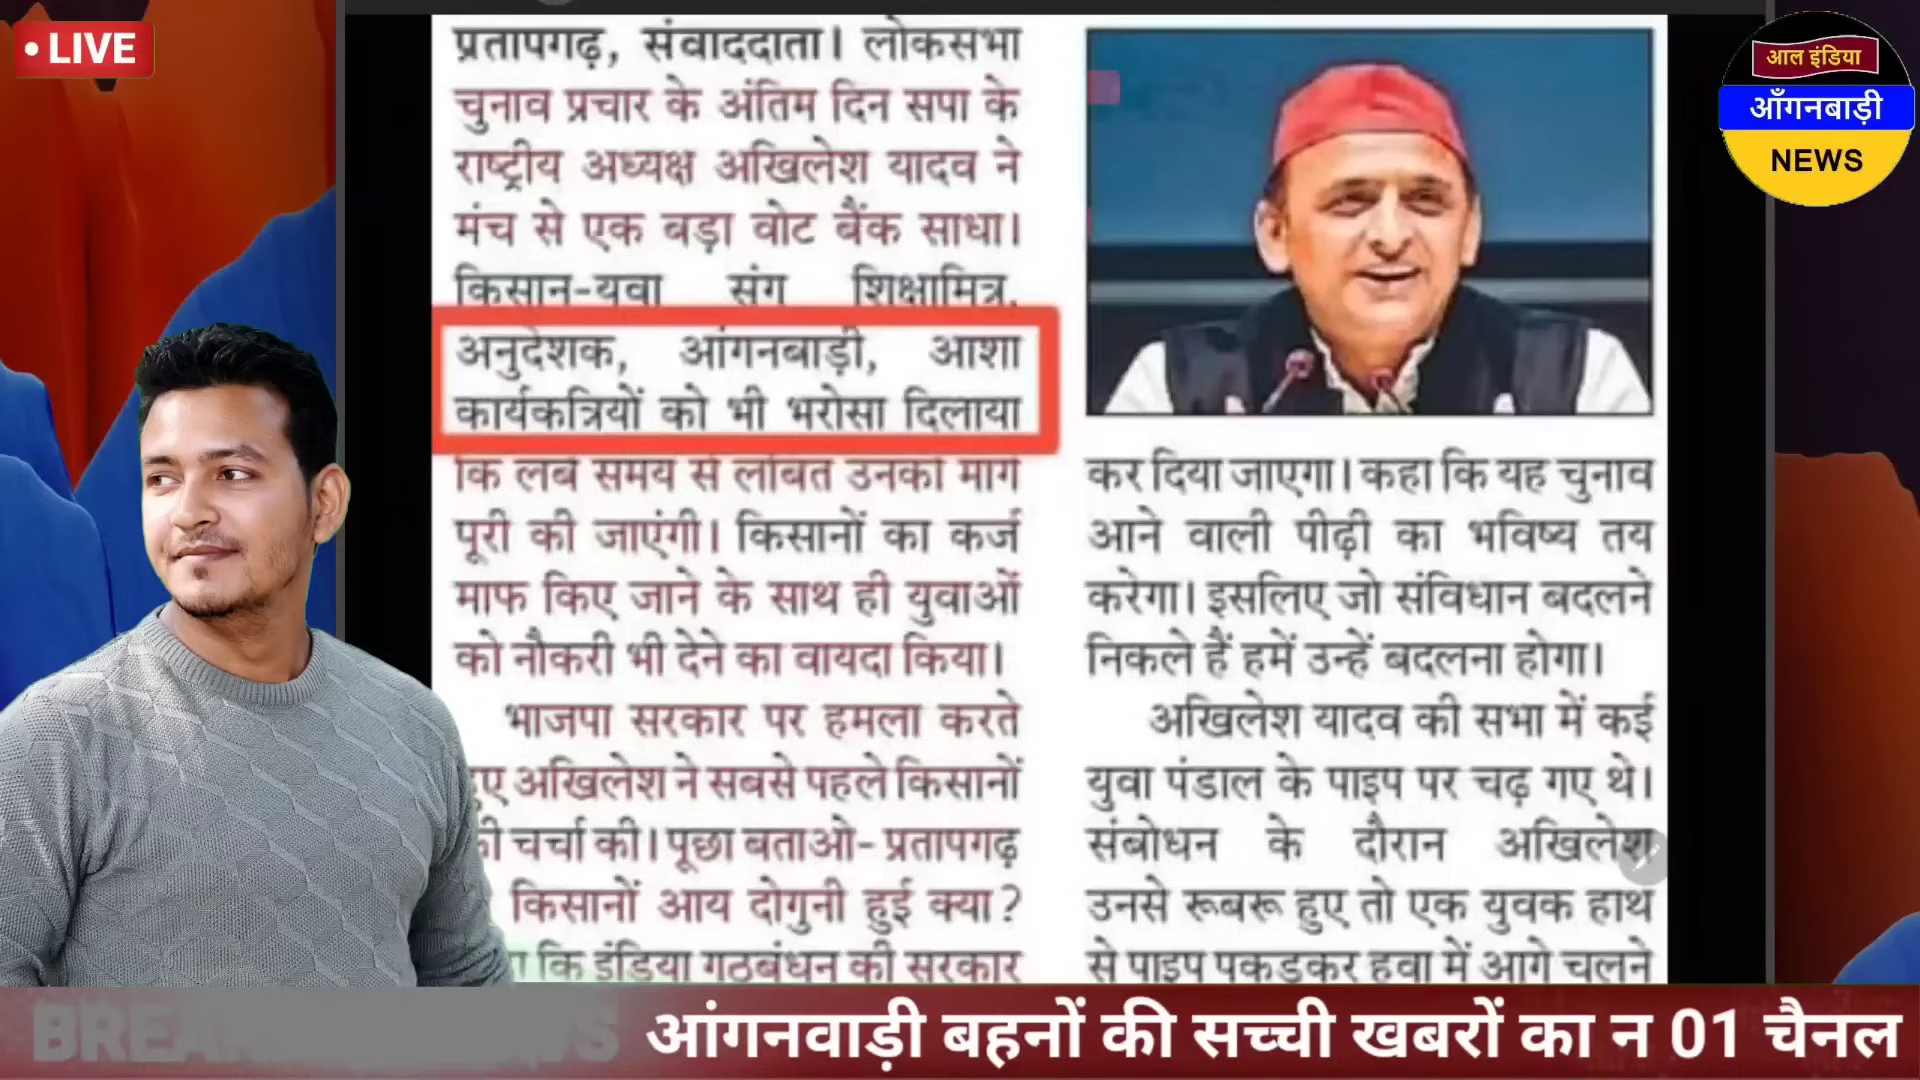 • LIVE
आल इंडिया
आँगनबाड़ी
NEWS
प्रतापगढ़, संवाददाता। लोकसभा
चुनाव प्रचार के अंतिम दिन सपा के
राष्ट्रीय अध्यक्ष अखिलेश यादव ने
मंच से एक बड़ा वोट बैंक साधा।
किसान-युवा संग शिक्षामित्र,
अनुदेशक, आंगनबाड़ी, आशा
कार्यकत्रियों को भी भरोसा दिलाया
कि लंबे समय से लंबित उनकी मांगें
पूरी की जाएंगी। किसानों का कर्ज
माफ किए जाने के साथ ही युवाओं
को नौकरी भी देने का वायदा किया।
भाजपा सरकार पर हमला करते
हुए अखिलेश ने सबसे पहले किसानों
की चर्चा की। पूछा बताओ- प्रतापगढ़
किसानों आय दोगुनी हुई क्या?
कि इंडिया गठबंधन की सरकार
कर दिया जाएगा। कहा कि यह चुनाव
आने वाली पीढ़ी का भविष्य तय
करेगा। इसलिए जो संविधान बदलने
निकले हैं हमें उन्हें बदलना होगा।
अखिलेश यादव की सभा में कई
युवा पंडाल के पाइप पर चढ़ गए थे।
संबोधन के दौरान अखिलेश
उनसे रूबरू हुए तो एक युवक हाथ
से पाइप पकड़कर हवा में आगे चलने
आंगनवाड़ी बहनों की सच्ची खबरों का न 01 चैनल